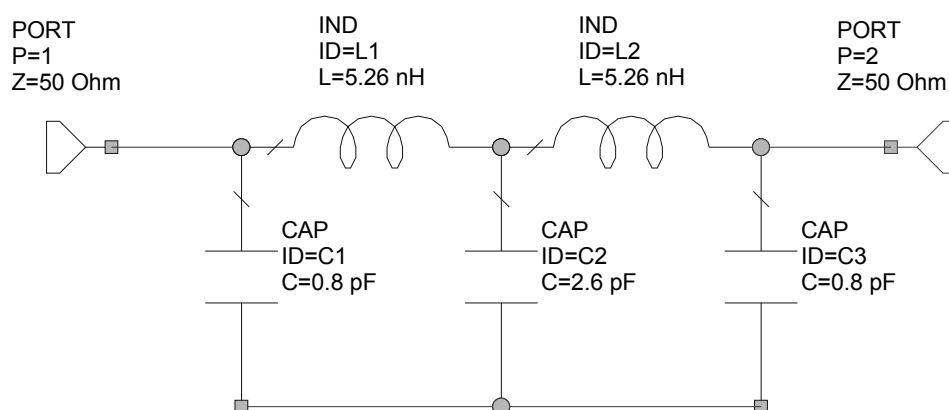 PORT
P=1
Z=50 Ohm
IND
ID=L1
L=5.26 nH
IND
ID=L2
L=5.26 nH
PORT
P=2
Z=50 Ohm
CAP
ID=C1
C=0.8 pF
CAP
ID=C2
C=2.6 pF
CAP
ID=C3
C=0.8 pF